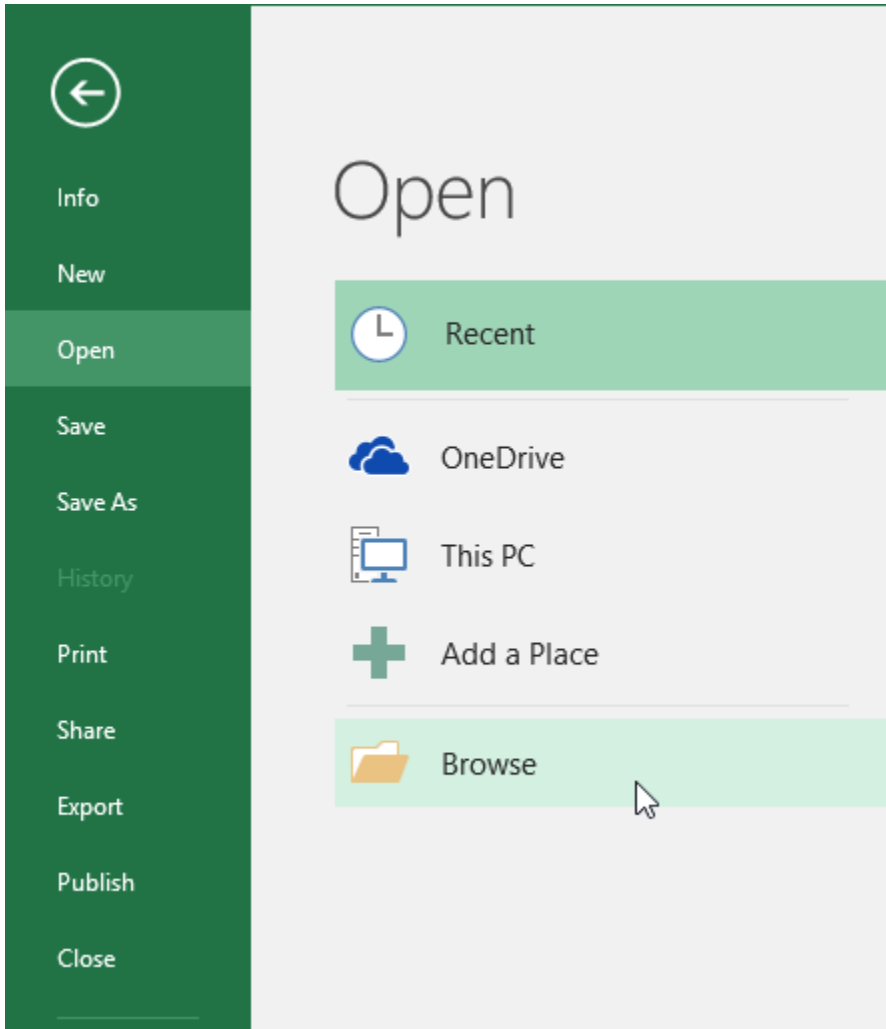 Info
New
Open
Save
Save As
History
Print
Share
Export
Publish
Close
Open
Recent
OneDrive
This PC
Add a Place
Browse